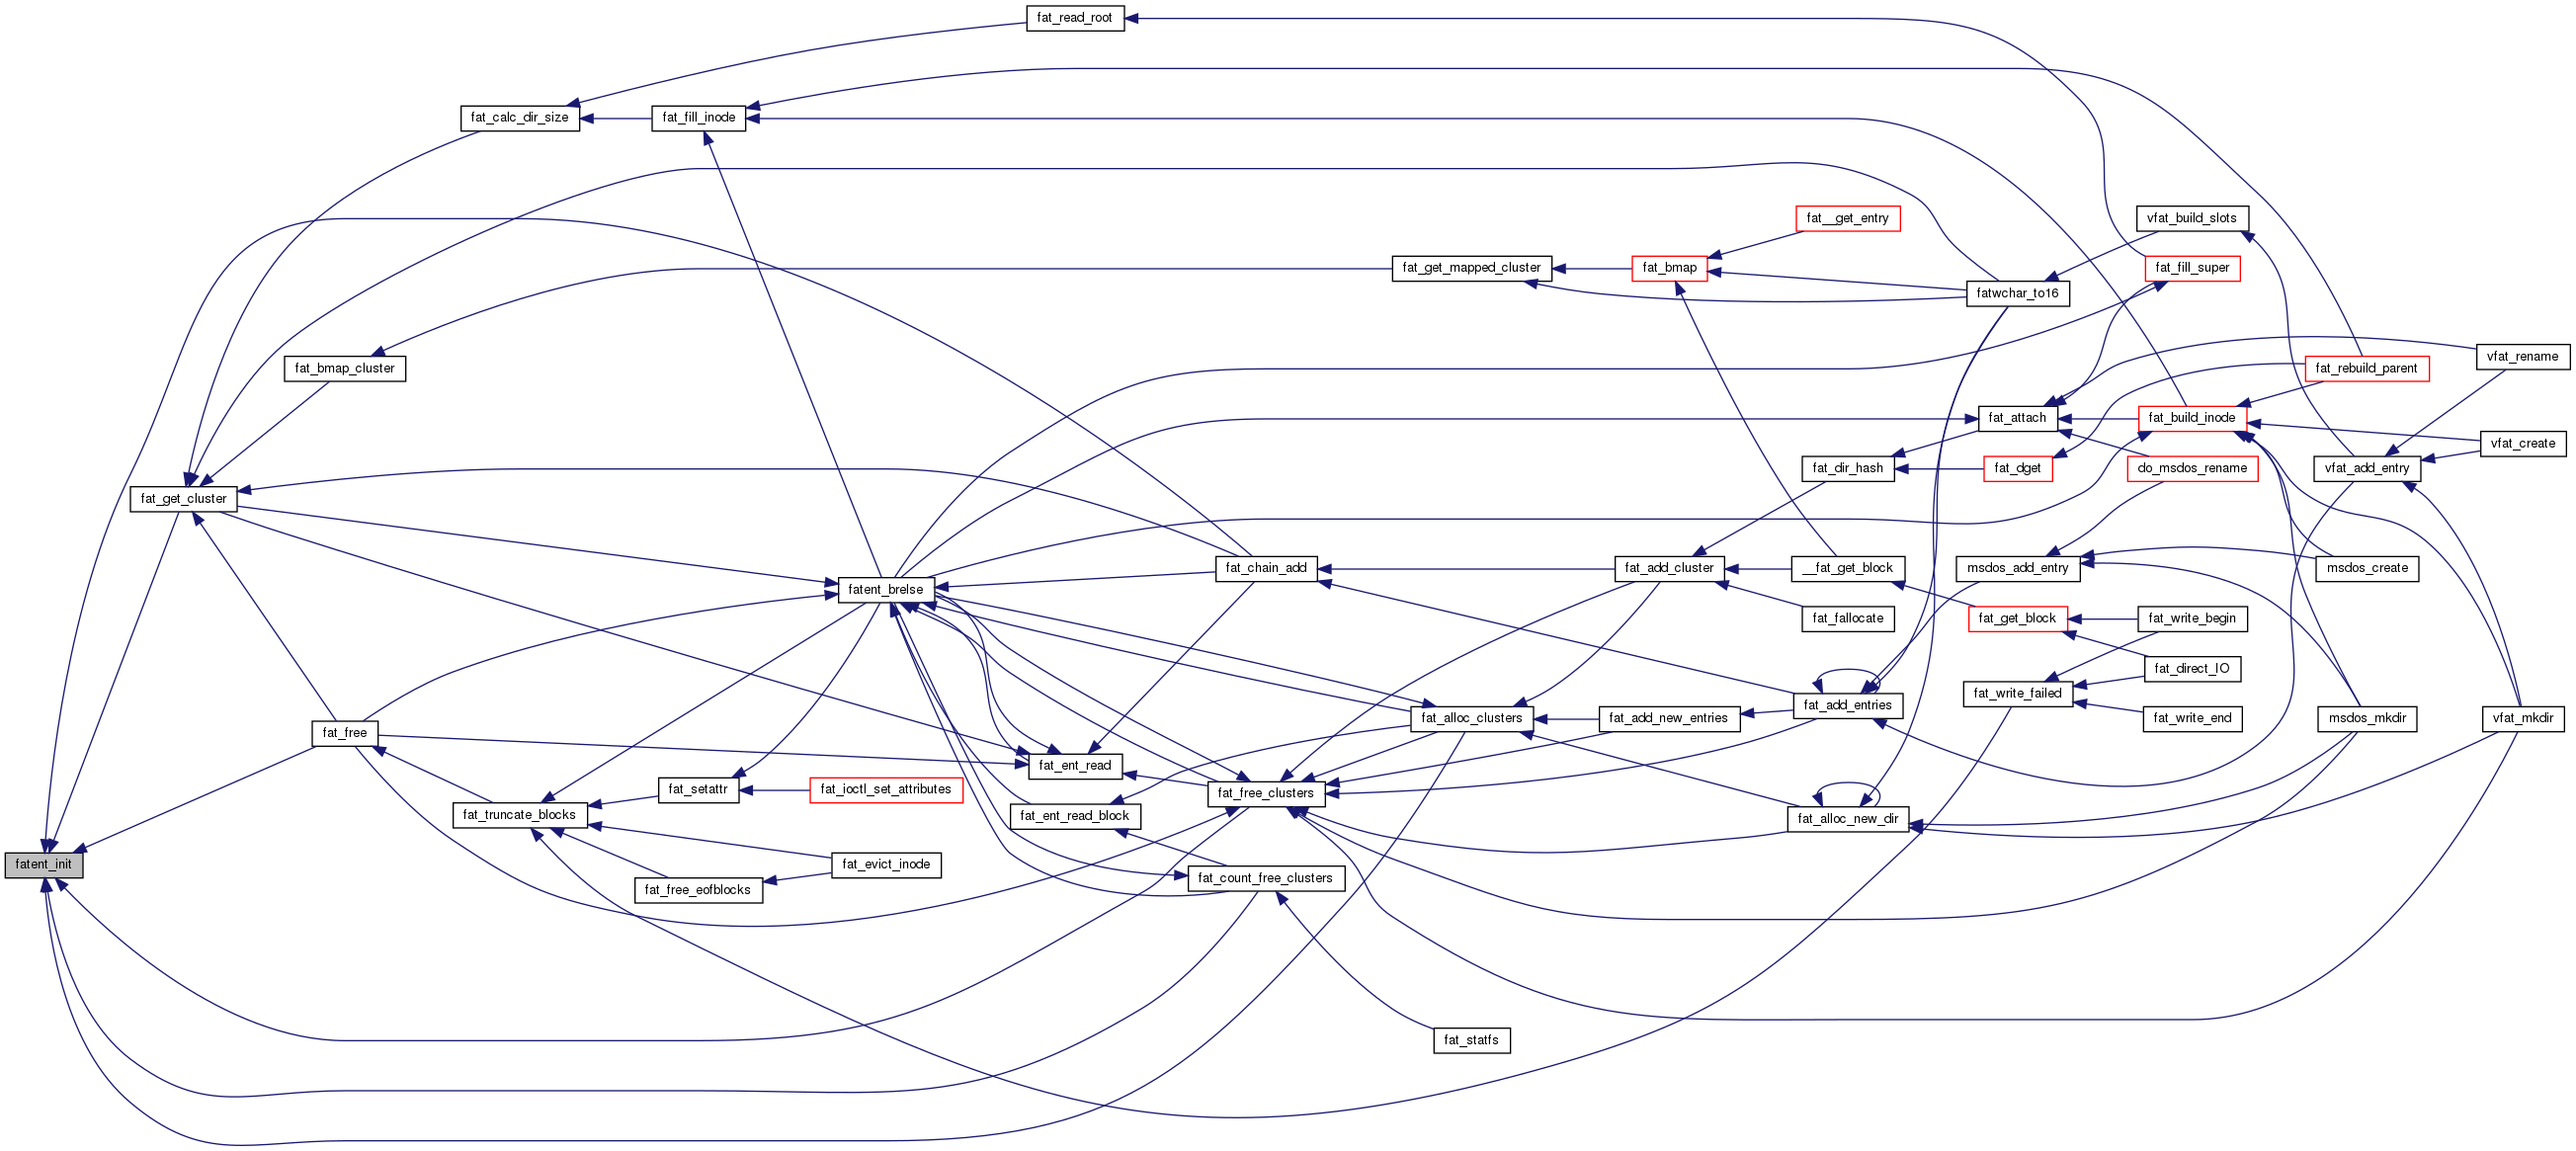 fat_read_root
fat_calc_dir_size
fat_fill_inode
fat__get_entry
vfat_build_slots
fat_get_mapped_cluster
fat_bmap
fat_fill_super
fatwchar_to16
fat_bmap_cluster
vfat_rename
fat_rebuild_parent
fat_attach
fat_build_inode
vfat_create
fat_dir_hash
fat_dget
do_msdos_rename
vfat_add_entry
fat_get_cluster
fat_chain_add
fat_add_cluster
__fat_get_block
msdos_add_entry
msdos_create
fatent_brelse
fat_fallocate
fat_get_block
fat_write_begin
fat_direct_IO
fat_write_failed
fat_add_entries
fat_alloc_clusters
fat_add_new_entries
fat_write_end
msdos_mkdir
vfat_mkdir
fat_free
fat_ent_read
fat_setattr
fat_ioctl_set_attributes
fat_free_clusters
fat_truncate_blocks
fat_ent_read_block
fat_alloc_new_dir
fatent_init
fat_evict_inode
fat_free_eofblocks
fat_count_free_clusters
fat_statfs